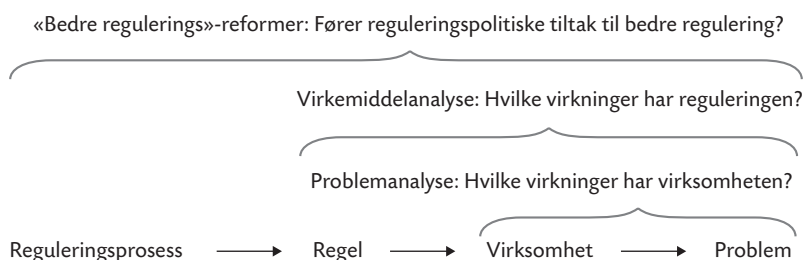 «Bedre regulerings»-reformer: Fører reguleringspolitiske tiltak til bedre regulering?
Virkemiddelanalyse: Hvilke virkninger har reguleringen?
Problemanalyse: Hvilke virkninger har virksomheten?
Reguleringsprosess → Regel → Virksomhet → Problem